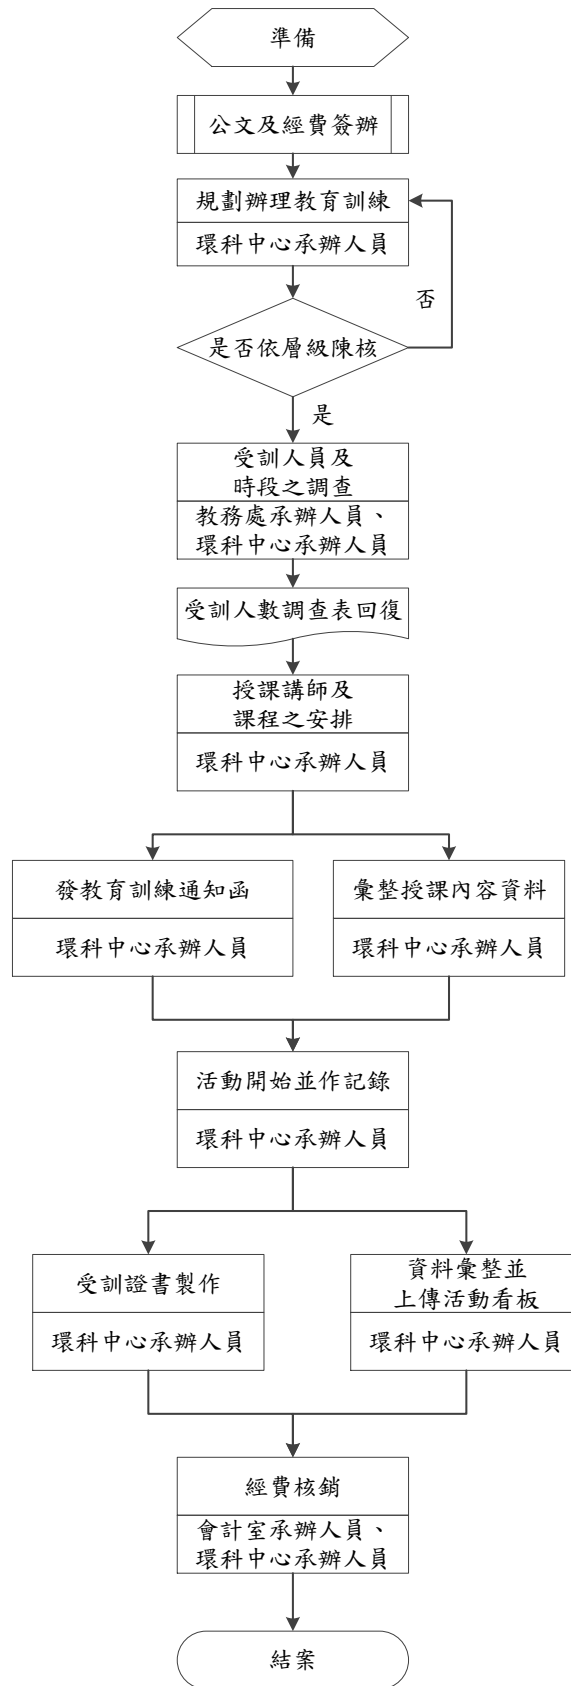 準備
公文及經費簽辦
規劃辦理教育訓練
環科中心承辦人員
否
是否依層級陳核
是
受訓人員及
時段之調查
教務處承辦人員、
環科中心承辦人員
受訓人數調查表回復
授課講師及
課程之安排
環科中心承辦人員
發教育訓練通知函
環科中心承辦人員
彙整授課內容資料
環科中心承辦人員
活動開始並作記錄
環科中心承辦人員
受訓證書製作
環科中心承辦人員
資料彙整並
上傳活動看板
環科中心承辦人員
經費核銷
會計室承辦人員、
環科中心承辦人員
結案